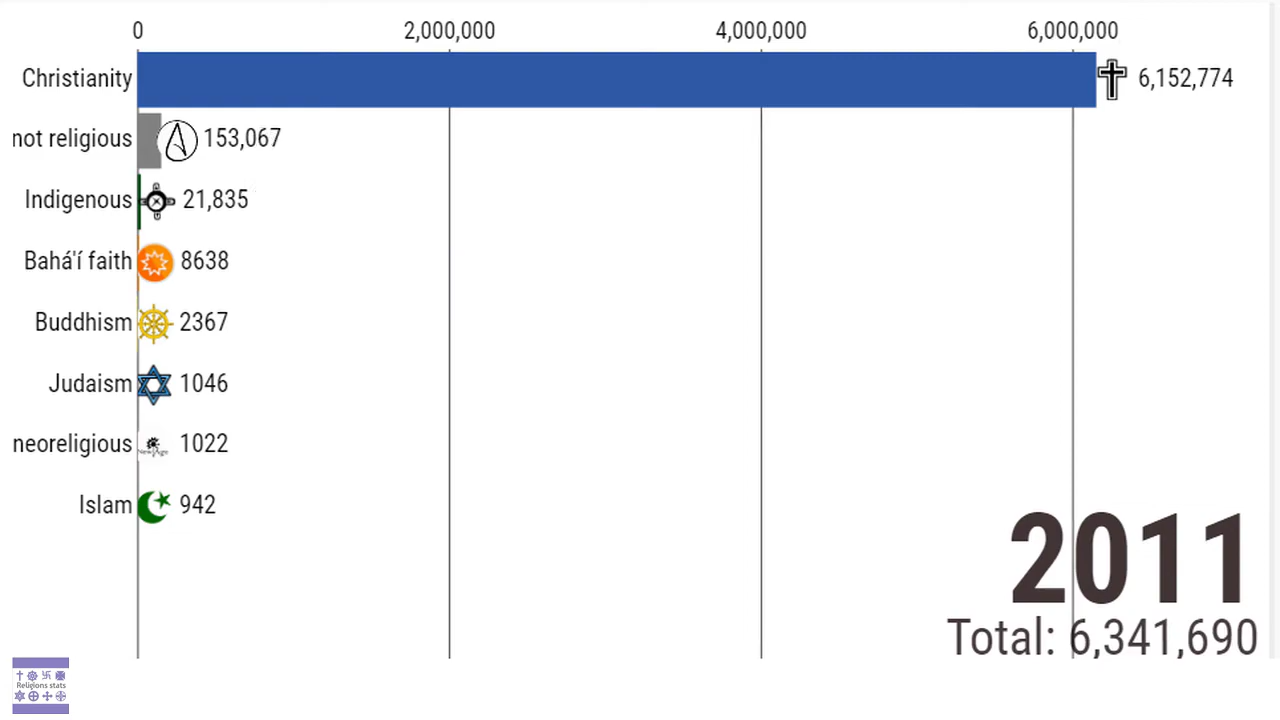 0 2,000,000 4,000,000 6,000,000
Christianity 6,152,774
not religious 153,067
Indigenous 21,835
Bahá'í faith 8638
Buddhism 2367
Judaism 1046
neoreligious 1022
Islam 942
2011
Total: 6,341,690
Religions stats